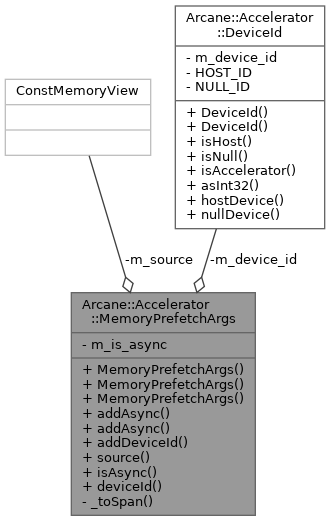 Arcane::Accelerator
::DeviceId
- m_device_id
- HOST_ID
- NULL_ID
+ DeviceId()
+ DeviceId()
+ isHost()
+ isNull()
+ isAccelerator()
+ asInt32()
+ hostDevice()
+ nullDevice()
ConstMemoryView
-m_source
-m_device_id
Arcane::Accelerator
::MemoryPrefetchArgs
- m_is_async
+ MemoryPrefetchArgs()
+ MemoryPrefetchArgs()
+ MemoryPrefetchArgs()
+ addAsync()
+ addAsync()
+ addDeviceId()
+ source()
+ isAsync()
+ deviceId()
- _toSpan()